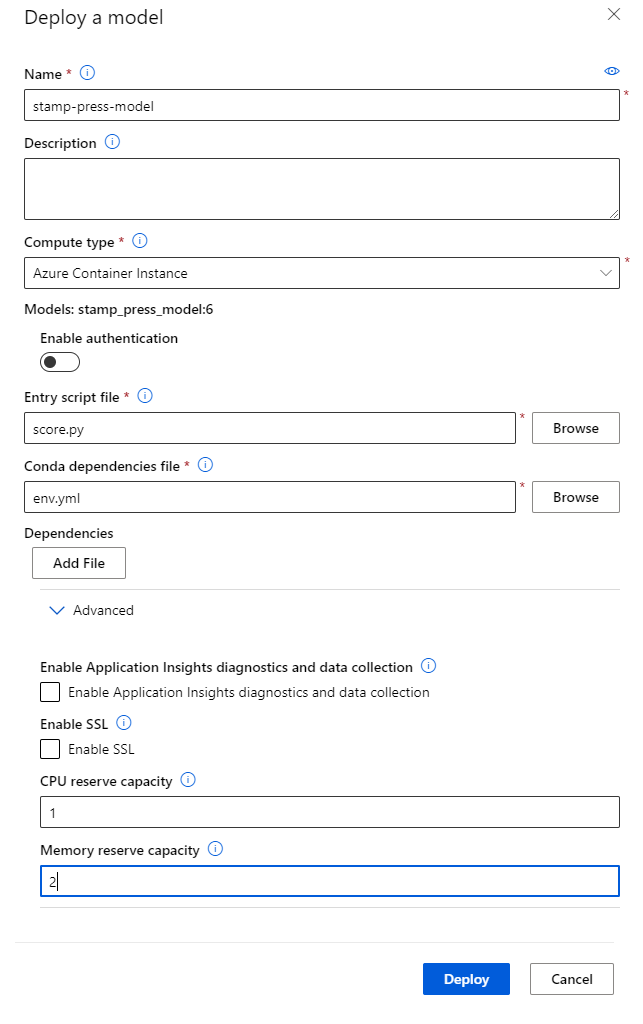 Deploy a model
Name *
stamp-press-model
*
Description
Compute type *
Azure Container Instance
*
Models: stamp_press_model:6
Enable authentication
Entry script file *
score.py
*
Browse
Conda dependencies file *
env.yml
*
Browse
Dependencies
Add File
Advanced
Enable Application Insights diagnostics and data collection
Enable Application Insights diagnostics and data collection
Enable SSL
Enable SSL
CPU reserve capacity
1
Memory reserve capacity
2
Deploy
Cancel